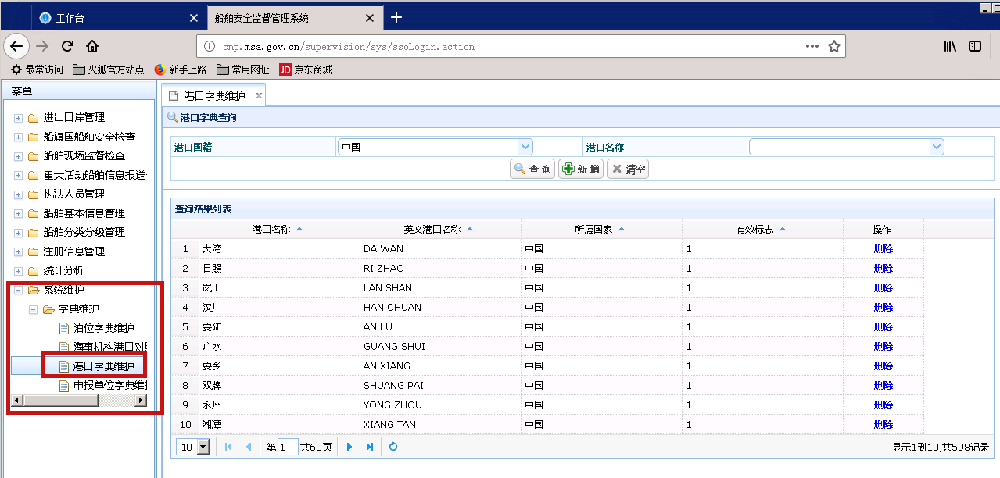 工作台
船舶安全监督管理系统
cmp.msa.gov.cn/supervision/sys/ssoLogin.action
最常访问 火狐官方站点 新手上路 常用网址 JD 京东商城
菜单
进出口岸管理
船旗国船舶安全检查
船舶现场监督检查
重大活动船舶信息报送
执法人员管理
船舶基本信息管理
船舶分类分级管理
注册信息管理
统计分析
系统维护
字典维护
泊位字典维护
海事机构港口对照
港口字典维护
申报单位字典维护
港口字典维护
港口字典查询
港口国籍 中国 港口名称
查询 新增 清空
查询结果列表
港口名称 英文港口名称 所属国家 有效标志 操作
1 大湾 DA WAN 中国 1 删除
2 日照 RI ZHAO 中国 1 删除
3 岚山 LAN SHAN 中国 1 删除
4 汉川 HAN CHUAN 中国 1 删除
5 安陆 AN LU 中国 1 删除
6 广水 GUANG SHUI 中国 1 删除
7 安乡 AN XIANG 中国 1 删除
8 双牌 SHUANG PAI 中国 1 删除
9 永州 YONG ZHOU 中国 1 删除
10 湘潭 XIANG TAN 中国 1 删除
10 第 1 共60页 显示1到10,共598记录